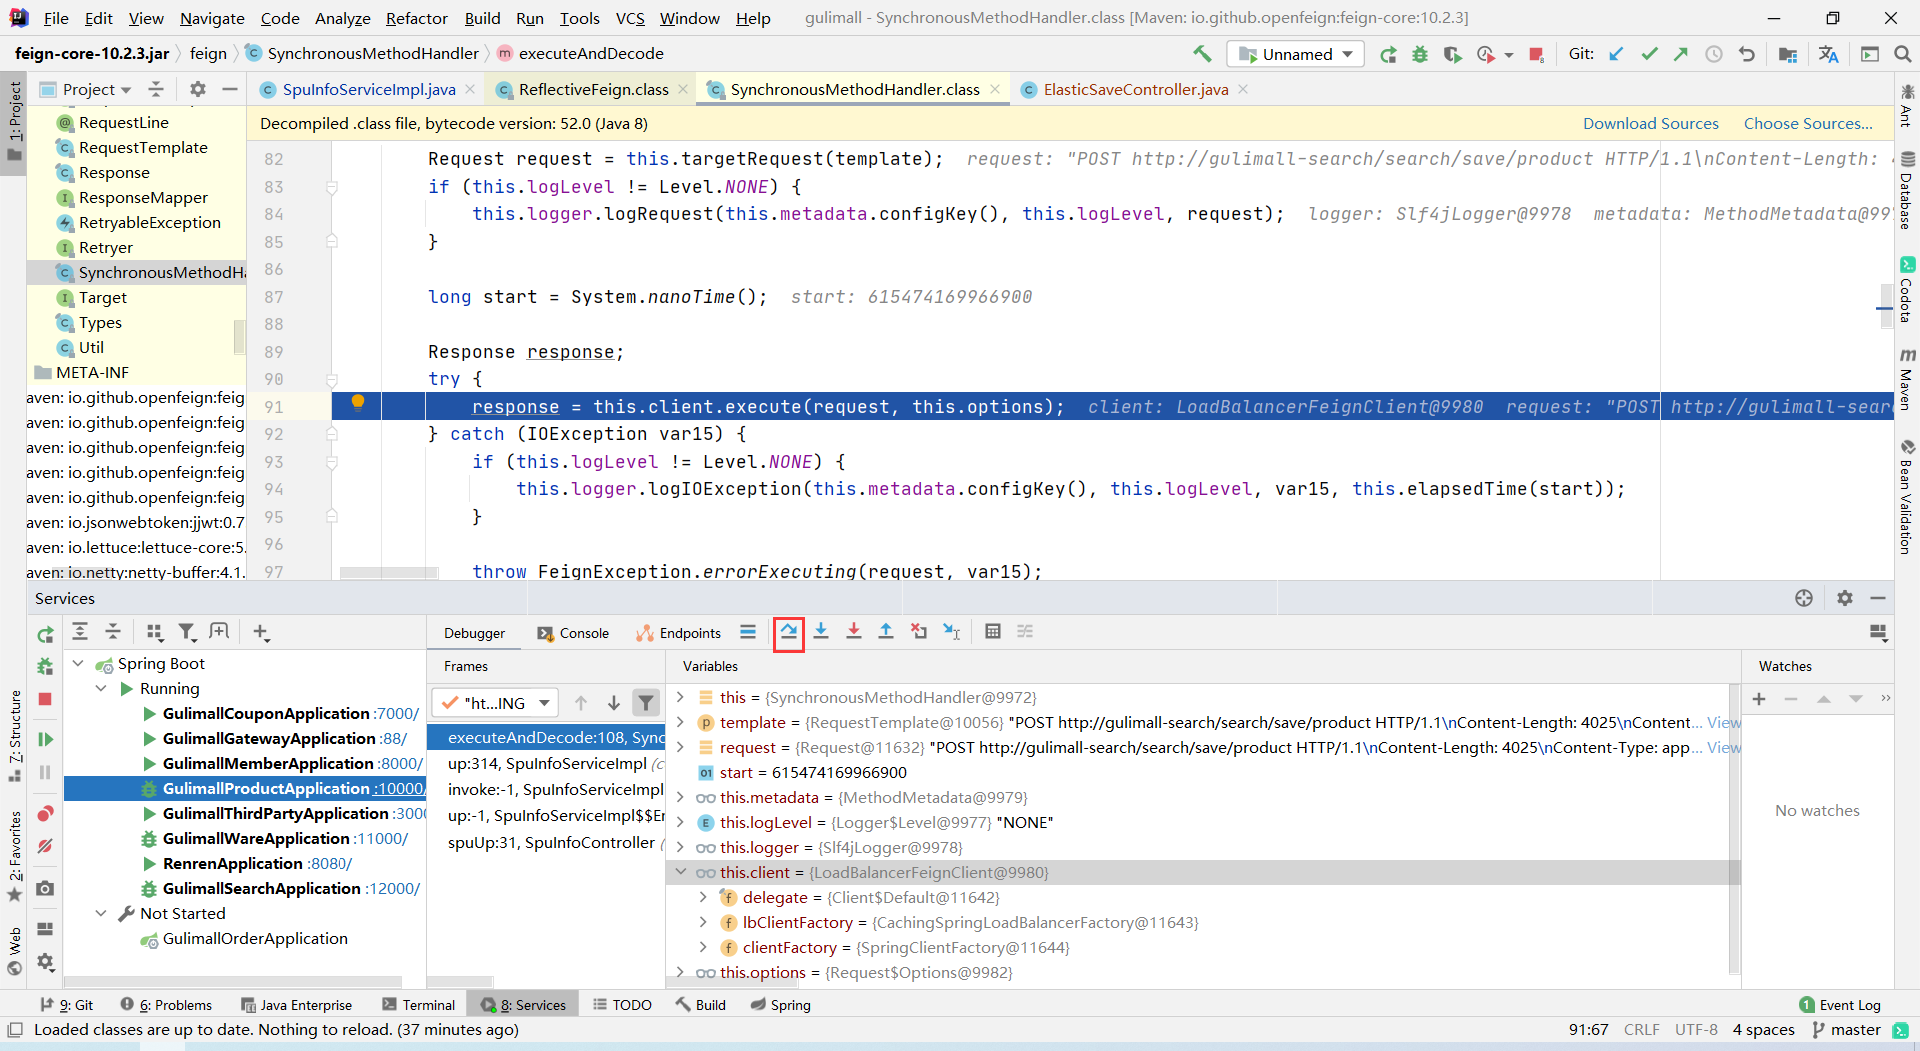 File Edit View Navigate Code Analyze Refactor Build Run Tools VCS Window Help gulimall - SynchronousMethodHandler.class [Maven: io.github.openfeign:feign-core:10.2.3]
feign-core-10.2.3.jar feign SynchronousMethodHandler executeAndDecode Unnamed Git:
1: Project
Project
SpuInfoServiceImpl.java ReflectiveFeign.class SynchronousMethodHandler.class ElasticSaveController.java
Decompiled .class file, bytecode version: 52.0 (Java 8) Download Sources Choose Sources...
RequestLine
RequestTemplate
Response
ResponseMapper
RetryableException
Retryer
SynchronousMethodHa
Target
Types
Util
META-INF
aven: io.github.openfeign:feig
aven: io.github.openfeign:feig
aven: io.github.openfeign:feig
aven: io.github.openfeign:feig
aven: io.github.openfeign:feig
aven: io.jsonwebtoken:jjwt:0.7
aven: io.lettuce:lettuce-core:5.
aven: io.netty:netty-buffer:4.1.
82 Request request = this.targetRequest(template); request: "POST http://gulimall-search/search/save/product HTTP/1.1\nContent-Length: 4
83 if (this.logLevel != Level.NONE) {
84 this.logger.logRequest(this.metadata.configKey(), this.logLevel, request); logger: Slf4jLogger@9978 metadata: MethodMetadata@997
85 }
86
87 long start = System.nanoTime(); start: 615474169966900
88
89 Response response;
90 try {
91 response = this.client.execute(request, this.options); client: LoadBalancerFeignClient@9980 request: "POST http://gulimall-sear
92 } catch (IOException var15) {
93 if (this.logLevel != Level.NONE) {
94 this.logger.logIOException(this.metadata.configKey(), this.logLevel, var15, this.elapsedTime(start));
95 }
96
97 throw FeignException.errorExecuting(request, var15);
Ant
Database
Codota
Maven
Bean Validation
Services
Debugger Console Endpoints
Spring Boot
Running
GulimallCouponApplication :7000/
GulimallGatewayApplication :88/
GulimallMemberApplication :8000/
GulimallProductApplication :10000/
GulimallThirdPartyApplication :3000
GulimallWareApplication :11000/
RenrenApplication :8080/
GulimallSearchApplication :12000/
Not Started
GulimallOrderApplication
Frames
"ht...ING
executeAndDecode:108, Sync
up:314, SpuInfoServiceImpl (c
invoke:-1, SpuInfoServiceImpl
up:-1, SpuInfoServiceImpl$$Er
spuUp:31, SpuInfoController (
Variables
this = {SynchronousMethodHandler@9972}
template = {RequestTemplate@10056} "POST http://gulimall-search/search/save/product HTTP/1.1\nContent-Length: 4025\nContent... View
request = {Request@11632} "POST http://gulimall-search/search/save/product HTTP/1.1\nContent-Length: 4025\nContent-Type: app... View
start = 615474169966900
this.metadata = {MethodMetadata@9979}
this.logLevel = {Logger$Level@9977} "NONE"
this.logger = {Slf4jLogger@9978}
this.client = {LoadBalancerFeignClient@9980}
delegate = {Client$Default@11642}
lbClientFactory = {CachingSpringLoadBalancerFactory@11643}
clientFactory = {SpringClientFactory@11644}
this.options = {Request$Options@9982}
Watches
No watches
7: Structure
2: Favorites
Web
9: Git 6: Problems Java Enterprise Terminal 8: Services TODO Build Spring 1 Event Log
Loaded classes are up to date. Nothing to reload. (37 minutes ago) 91:67 CRLF UTF-8 4 spaces master